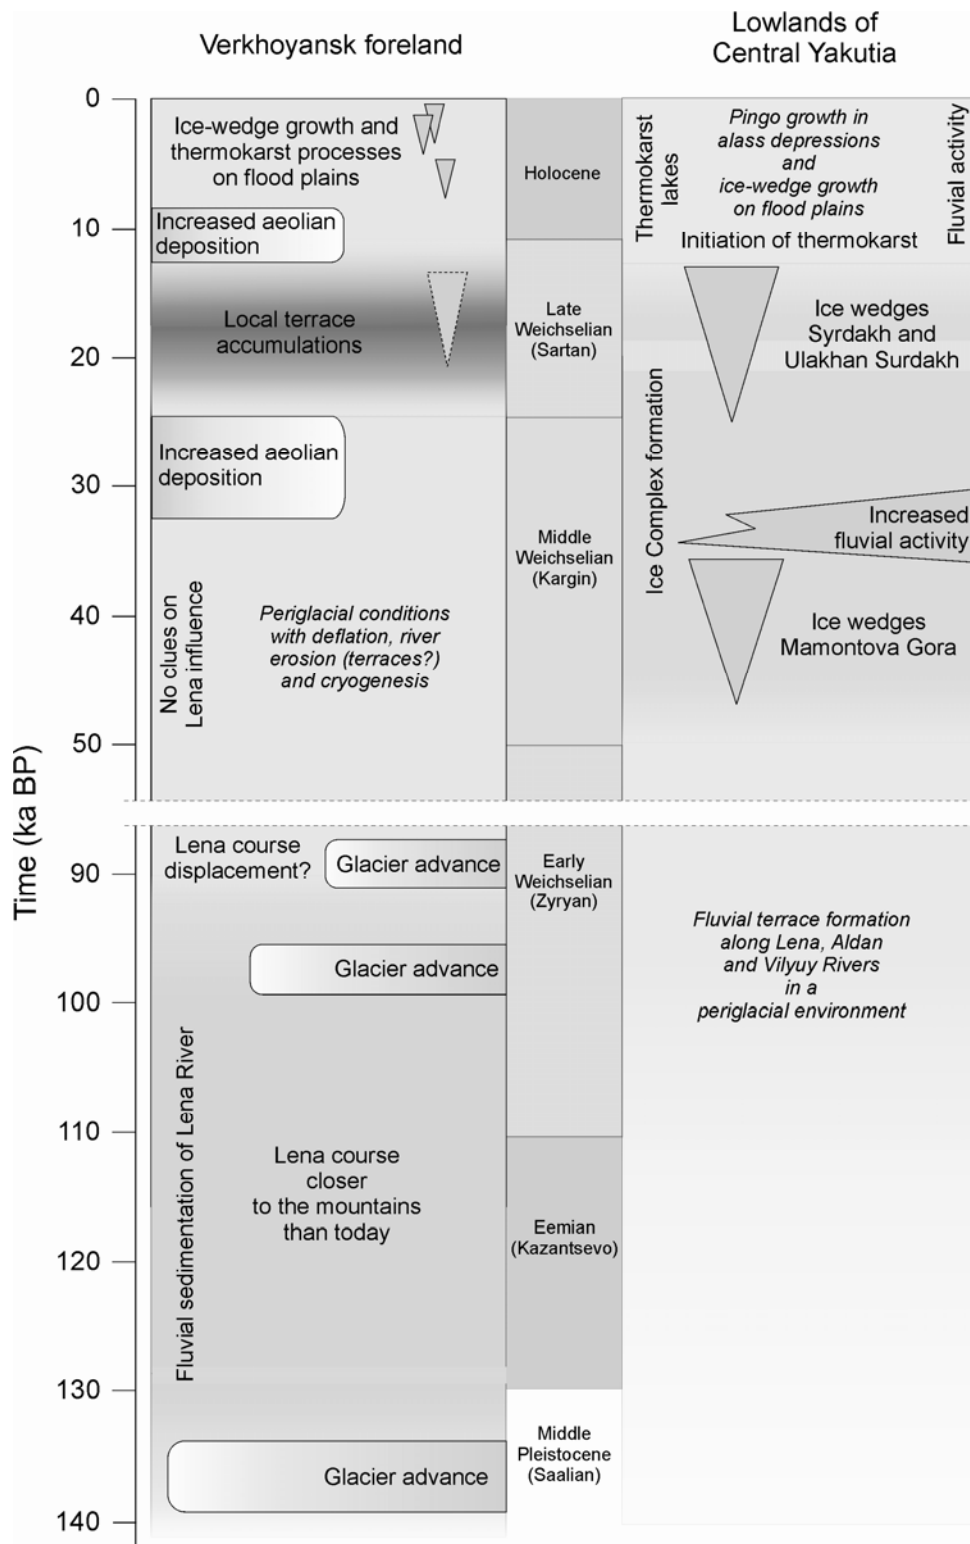 Verkhoyansk foreland
Lowlands of
Central Yakutia
Time (ka BP)
0
10
20
30
40
50
90
100
110
120
130
140
Ice-wedge growth and
thermokarst processes
on flood plains
Increased aeolian
deposition
Local terrace
accumulations
Increased aeolian
deposition
No clues on
Lena influence
Periglacial conditions
with deflation, river
erosion (terraces?)
and cryogenesis
Lena course
displacement?
Glacier advance
Glacier advance
Fluvial sedimentation of Lena River
Lena course
closer
to the mountains
than today
Glacier advance
Holocene
Late
Weichselian
(Sartan)
Middle
Weichselian
(Kargin)
Early
Weichselian
(Zyryan)
Eemian
(Kazantsevo)
Middle
Pleistocene
(Saalian)
Thermokarst
lakes
Pingo growth in
alass depressions
and
ice-wedge growth
on flood plains
Fluvial activity
Initiation of thermokarst
Ice wedges
Syrdakh and
Ulakhan Surdakh
Ice Complex formation
Increased
fluvial activity
Ice wedges
Mamontova Gora
Fluvial terrace formation
along Lena, Aldan
and Vilyuy Rivers
in a
periglacial environment